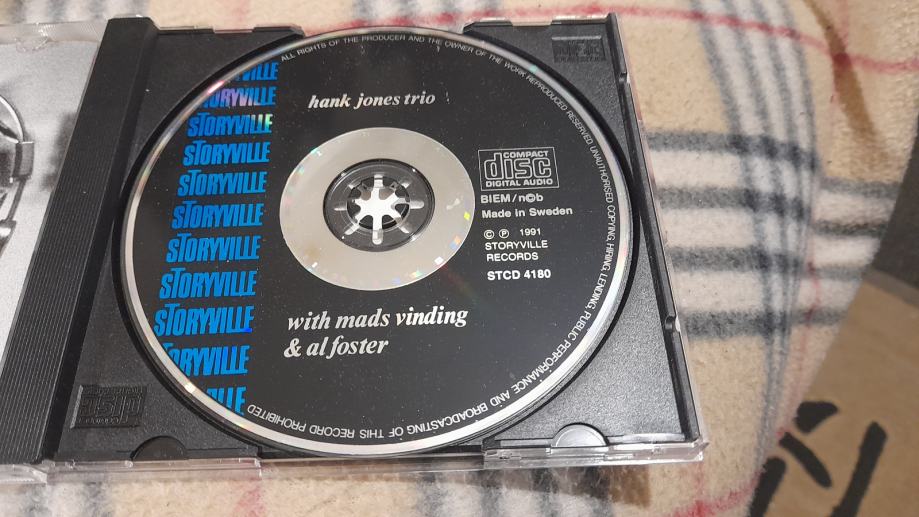 ALL RIGHTS OF THE PRODUCER AND THE OWNER OF THE WORK REPRODUCED RESERVED. UNAUTHORISED COPYING, HIRING, LENDING, PUBLIC PERFORMANCE AND BROADCASTING OF THIS RECORD PROHIBITED
STORYVILLE
STORYVILLE
STORYVILLE
STORYVILLE
STORYVILLE
STORYVILLE
STORYVILLE
STORYVILLE
STORYVILLE
STORYVILLE
hank jones trio
COMPACT
disc
DIGITAL AUDIO
BIEM/n©b
Made in Sweden
© ℗ 1991
STORYVILLE
RECORDS
STCD 4180
with mads vinding
& al foster